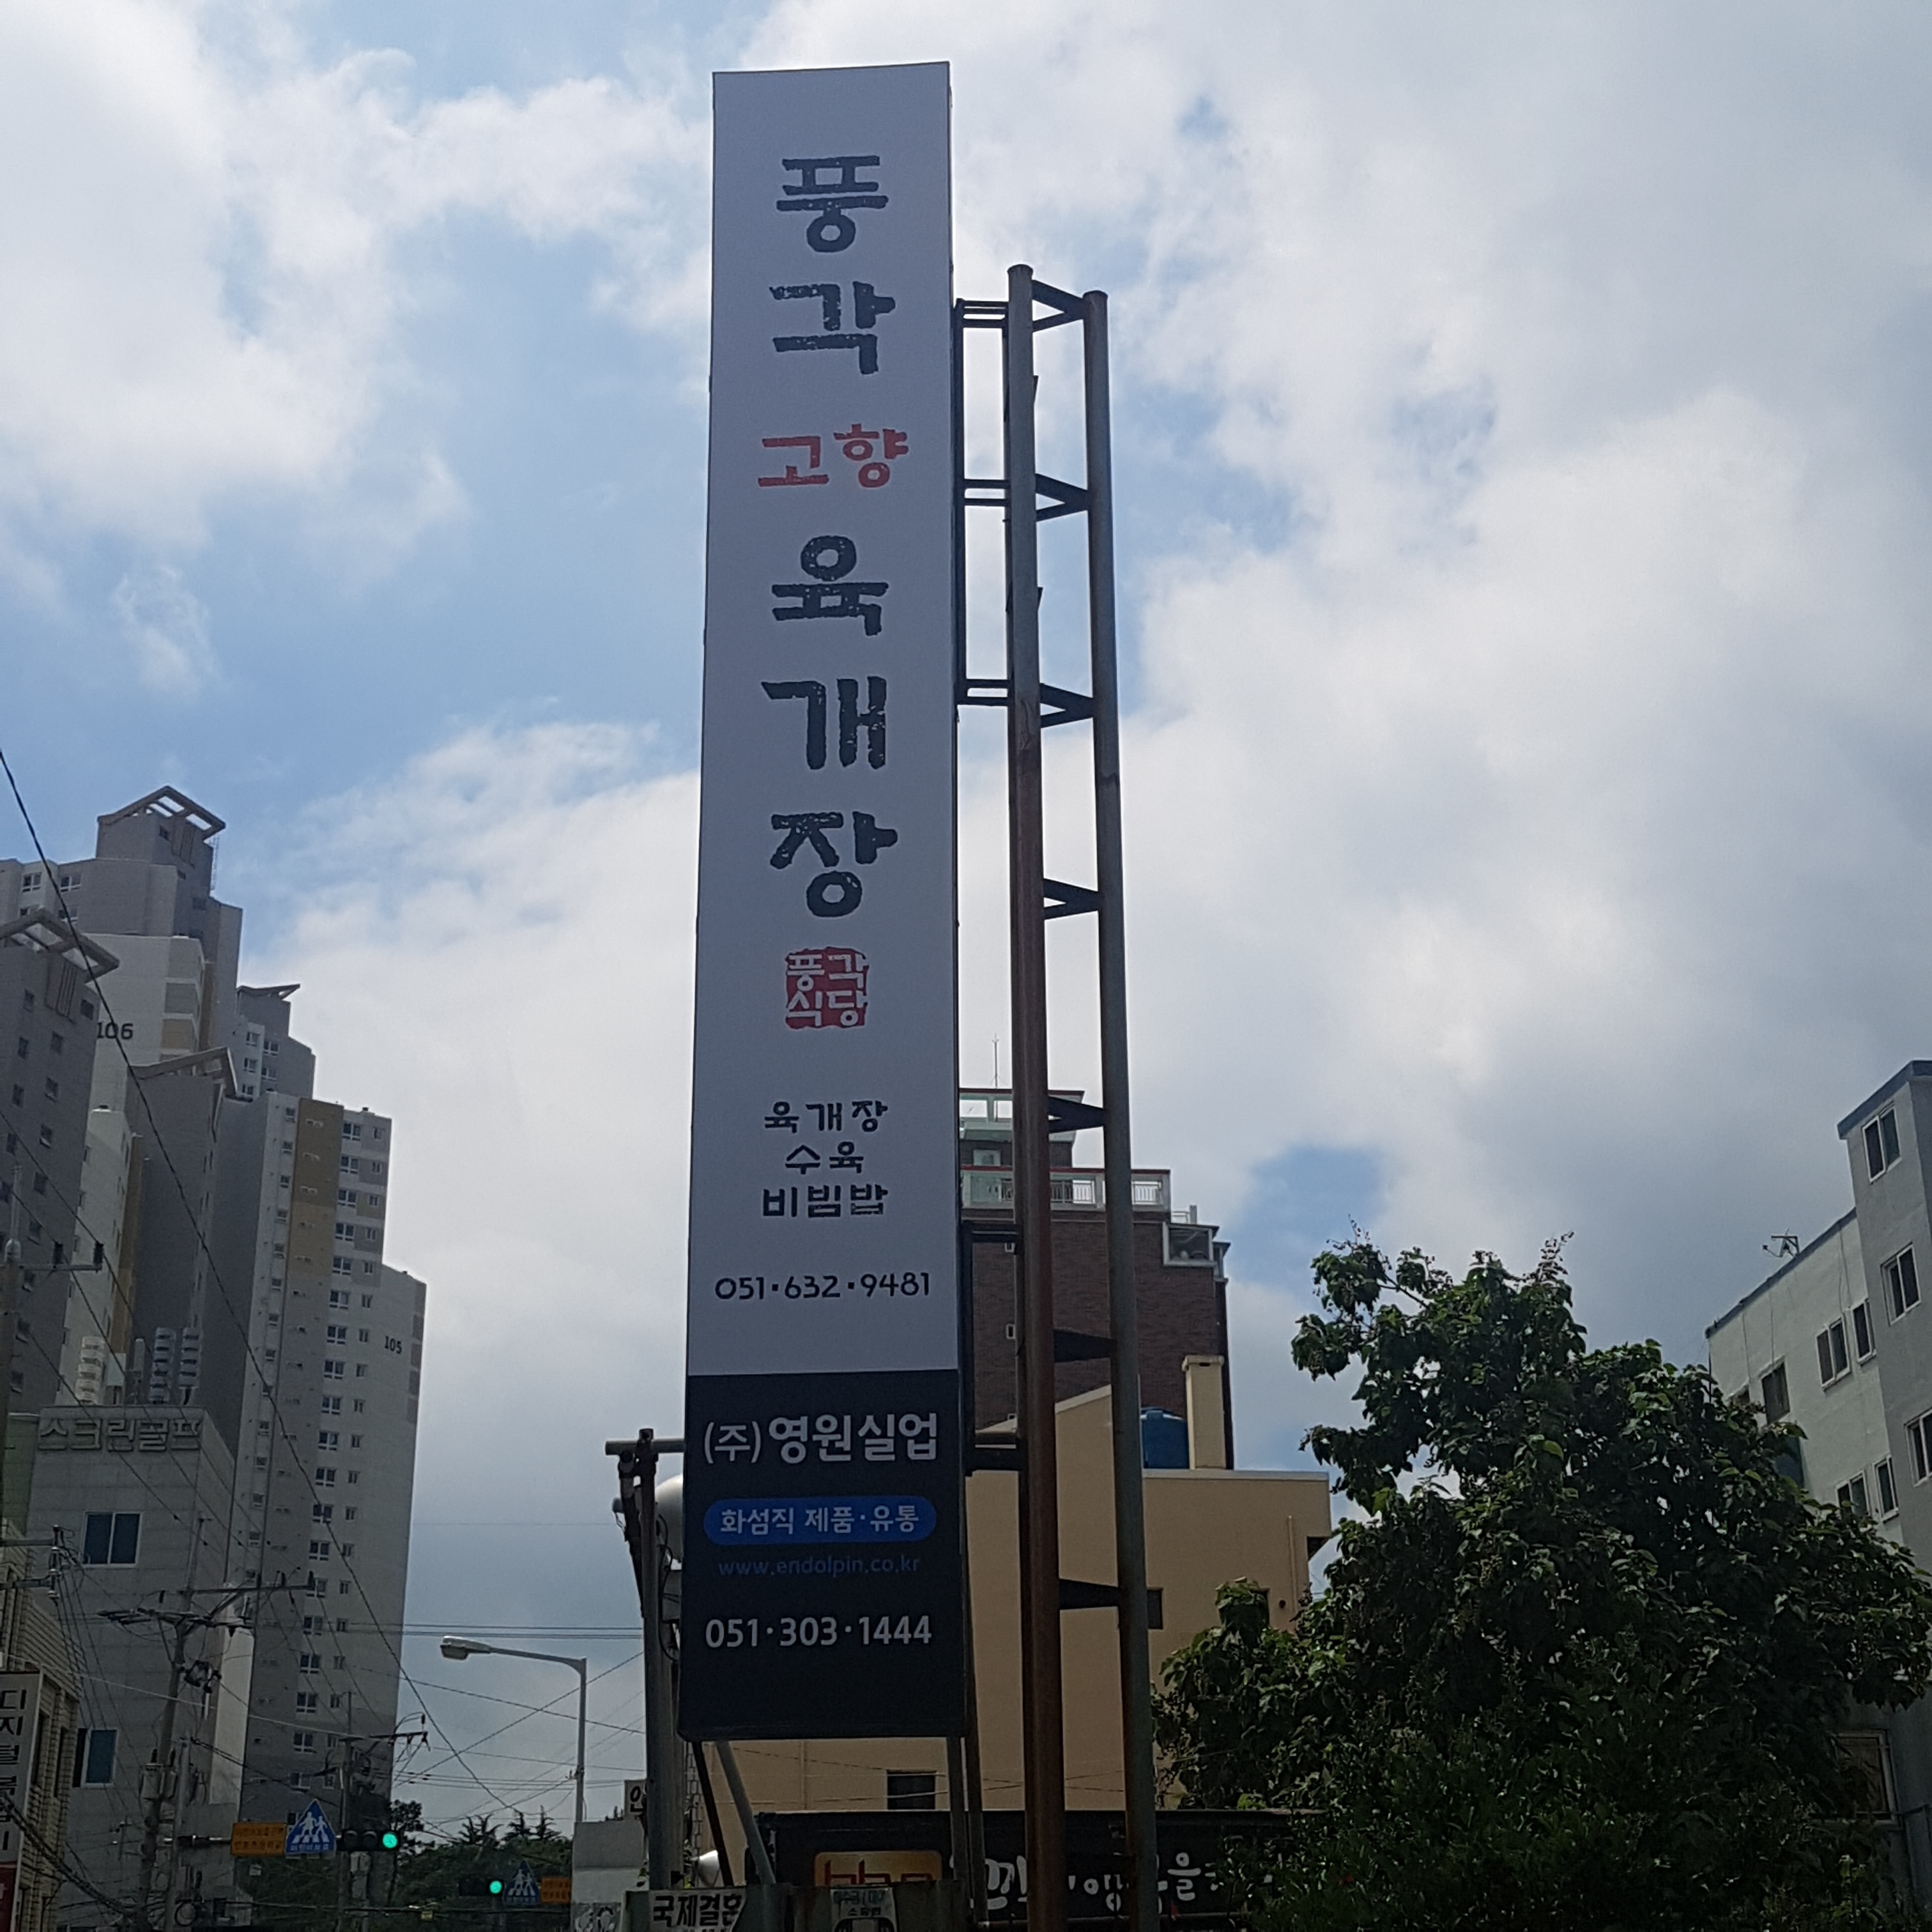 풍
각
고향
육
개
장
풍각
식당
육개장
수육
비빔밥
051·632·9481
(주)영원실업
화섬직 제품·유통
www.endolpin.co.kr
051·303·1444
106
105
스크린골프
국제결혼